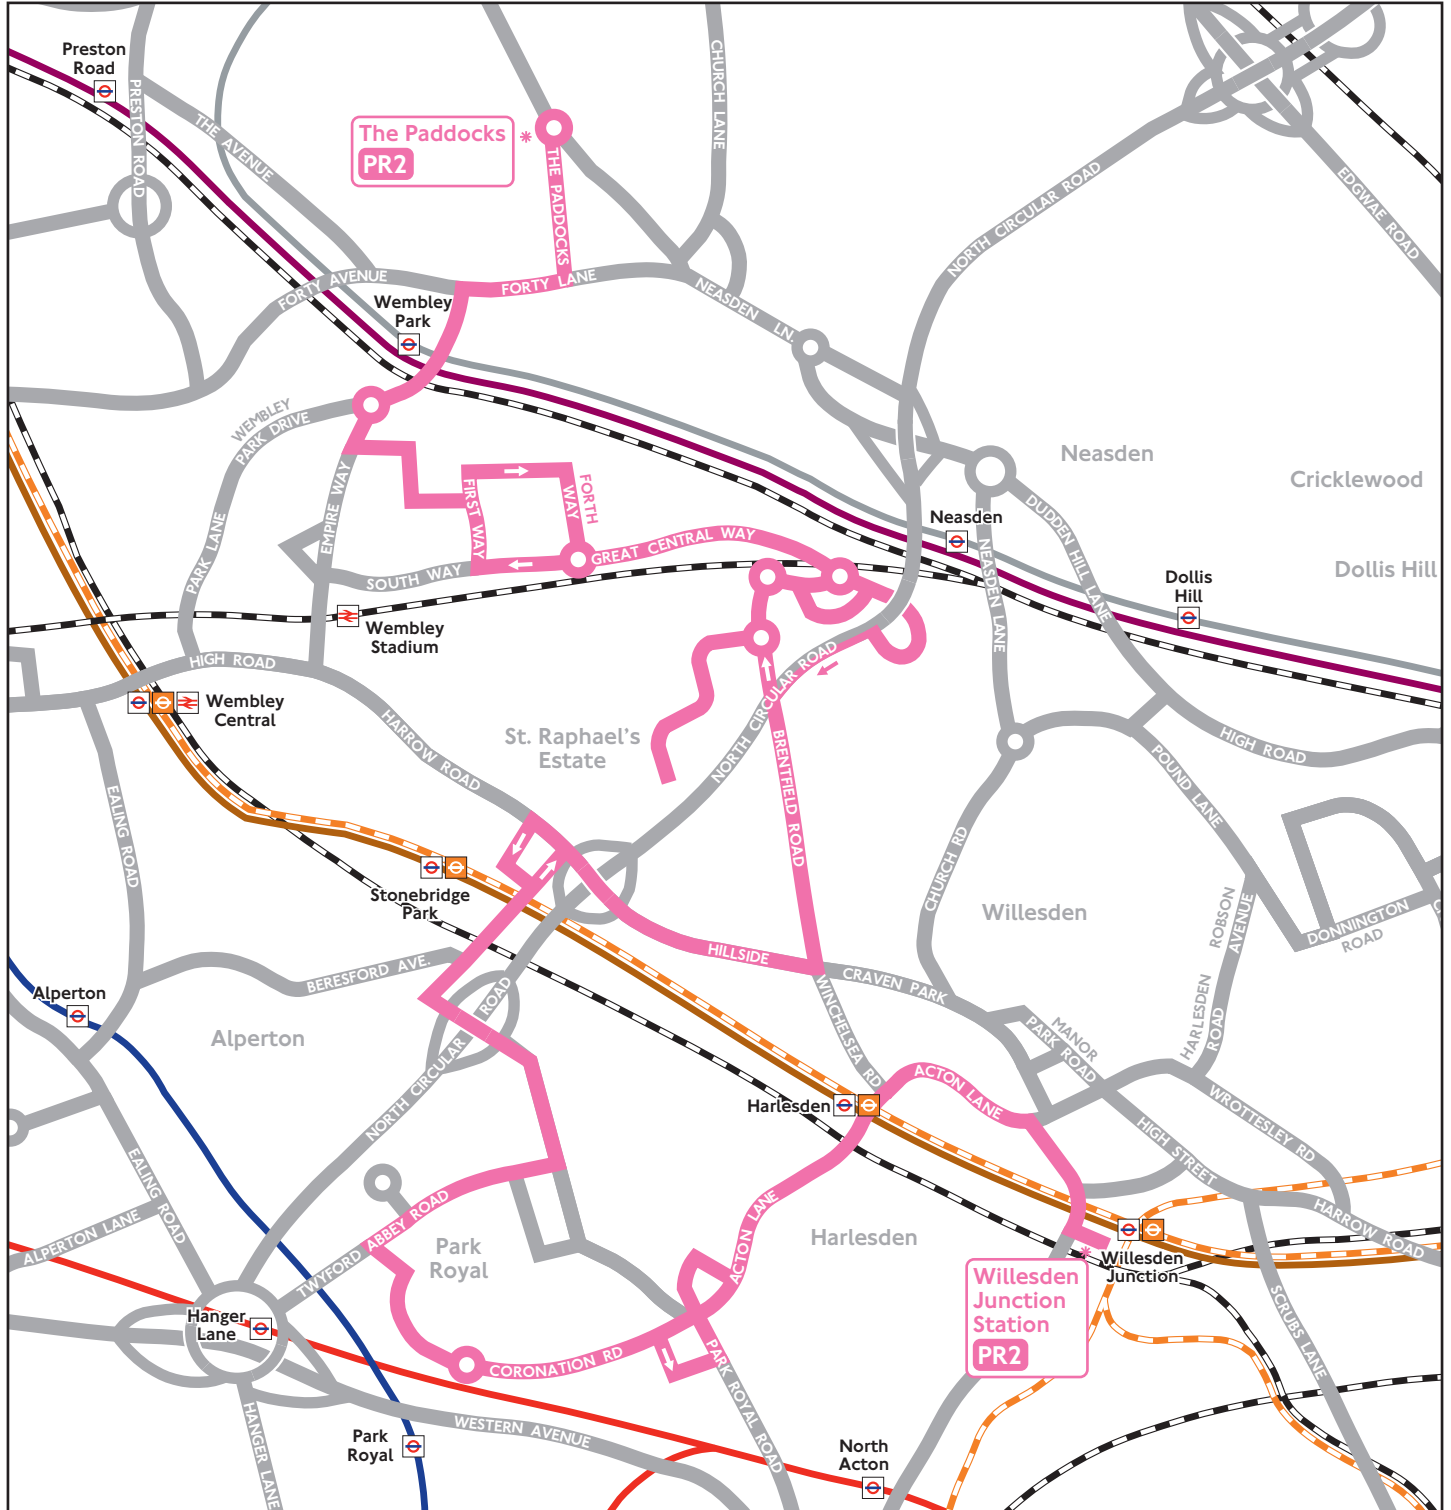 Preston
Road
PRESTON ROAD
THE AVENUE
The Paddocks
PR2
THE PADDOCKS
CHURCH LANE
NORTH CIRCULAR ROAD
EDGWAE ROAD
FORTY AVENUE
FORTY LANE
NEASDEN LN.
Wembley
Park
WEMBLEY
PARK DRIVE
EMPIRE WAY
PARK LANE
FIRST WAY
FORTH
WAY
SOUTH WAY
GREAT CENTRAL WAY
Neasden
Cricklewood
Neasden
NEASDEN LANE
DUDDEN HILL LANE
Dollis Hill
Dollis
Hill
Wembley
Stadium
HIGH ROAD
Wembley
Central
HARROW ROAD
St. Raphael's
Estate
NORTH CIRCULAR ROAD
BRENTFIELD ROAD
HIGH ROAD
POUND LANE
EALING ROAD
Stonebridge
Park
CHURCH RD
Willesden
ROBSON
AVENUE
DONNINGTON
ROAD
HILLSIDE
CRAVEN PARK
BERESFORD AVE.
Alperton
Alperton
NORTH CIRCULAR ROAD
WINCHELSEA RD
MANOR
PARK ROAD
HARLESDEN
ROAD
ACTON LANE
Harlesden
WROTTESLEY RD
HIGH STREET
EALING ROAD
ALPERTON LANE
TWYFORD ABBEY ROAD
Park
Royal
ACTON LANE
Harlesden
HARROW ROAD
Willesden
Junction
Willesden
Junction
Station
PR2
SCRUBS LANE
Hanger
Lane
CORONATION RD
PARK ROYAL ROAD
HANGER LANE
WESTERN AVENUE
Park
Royal
North
Acton